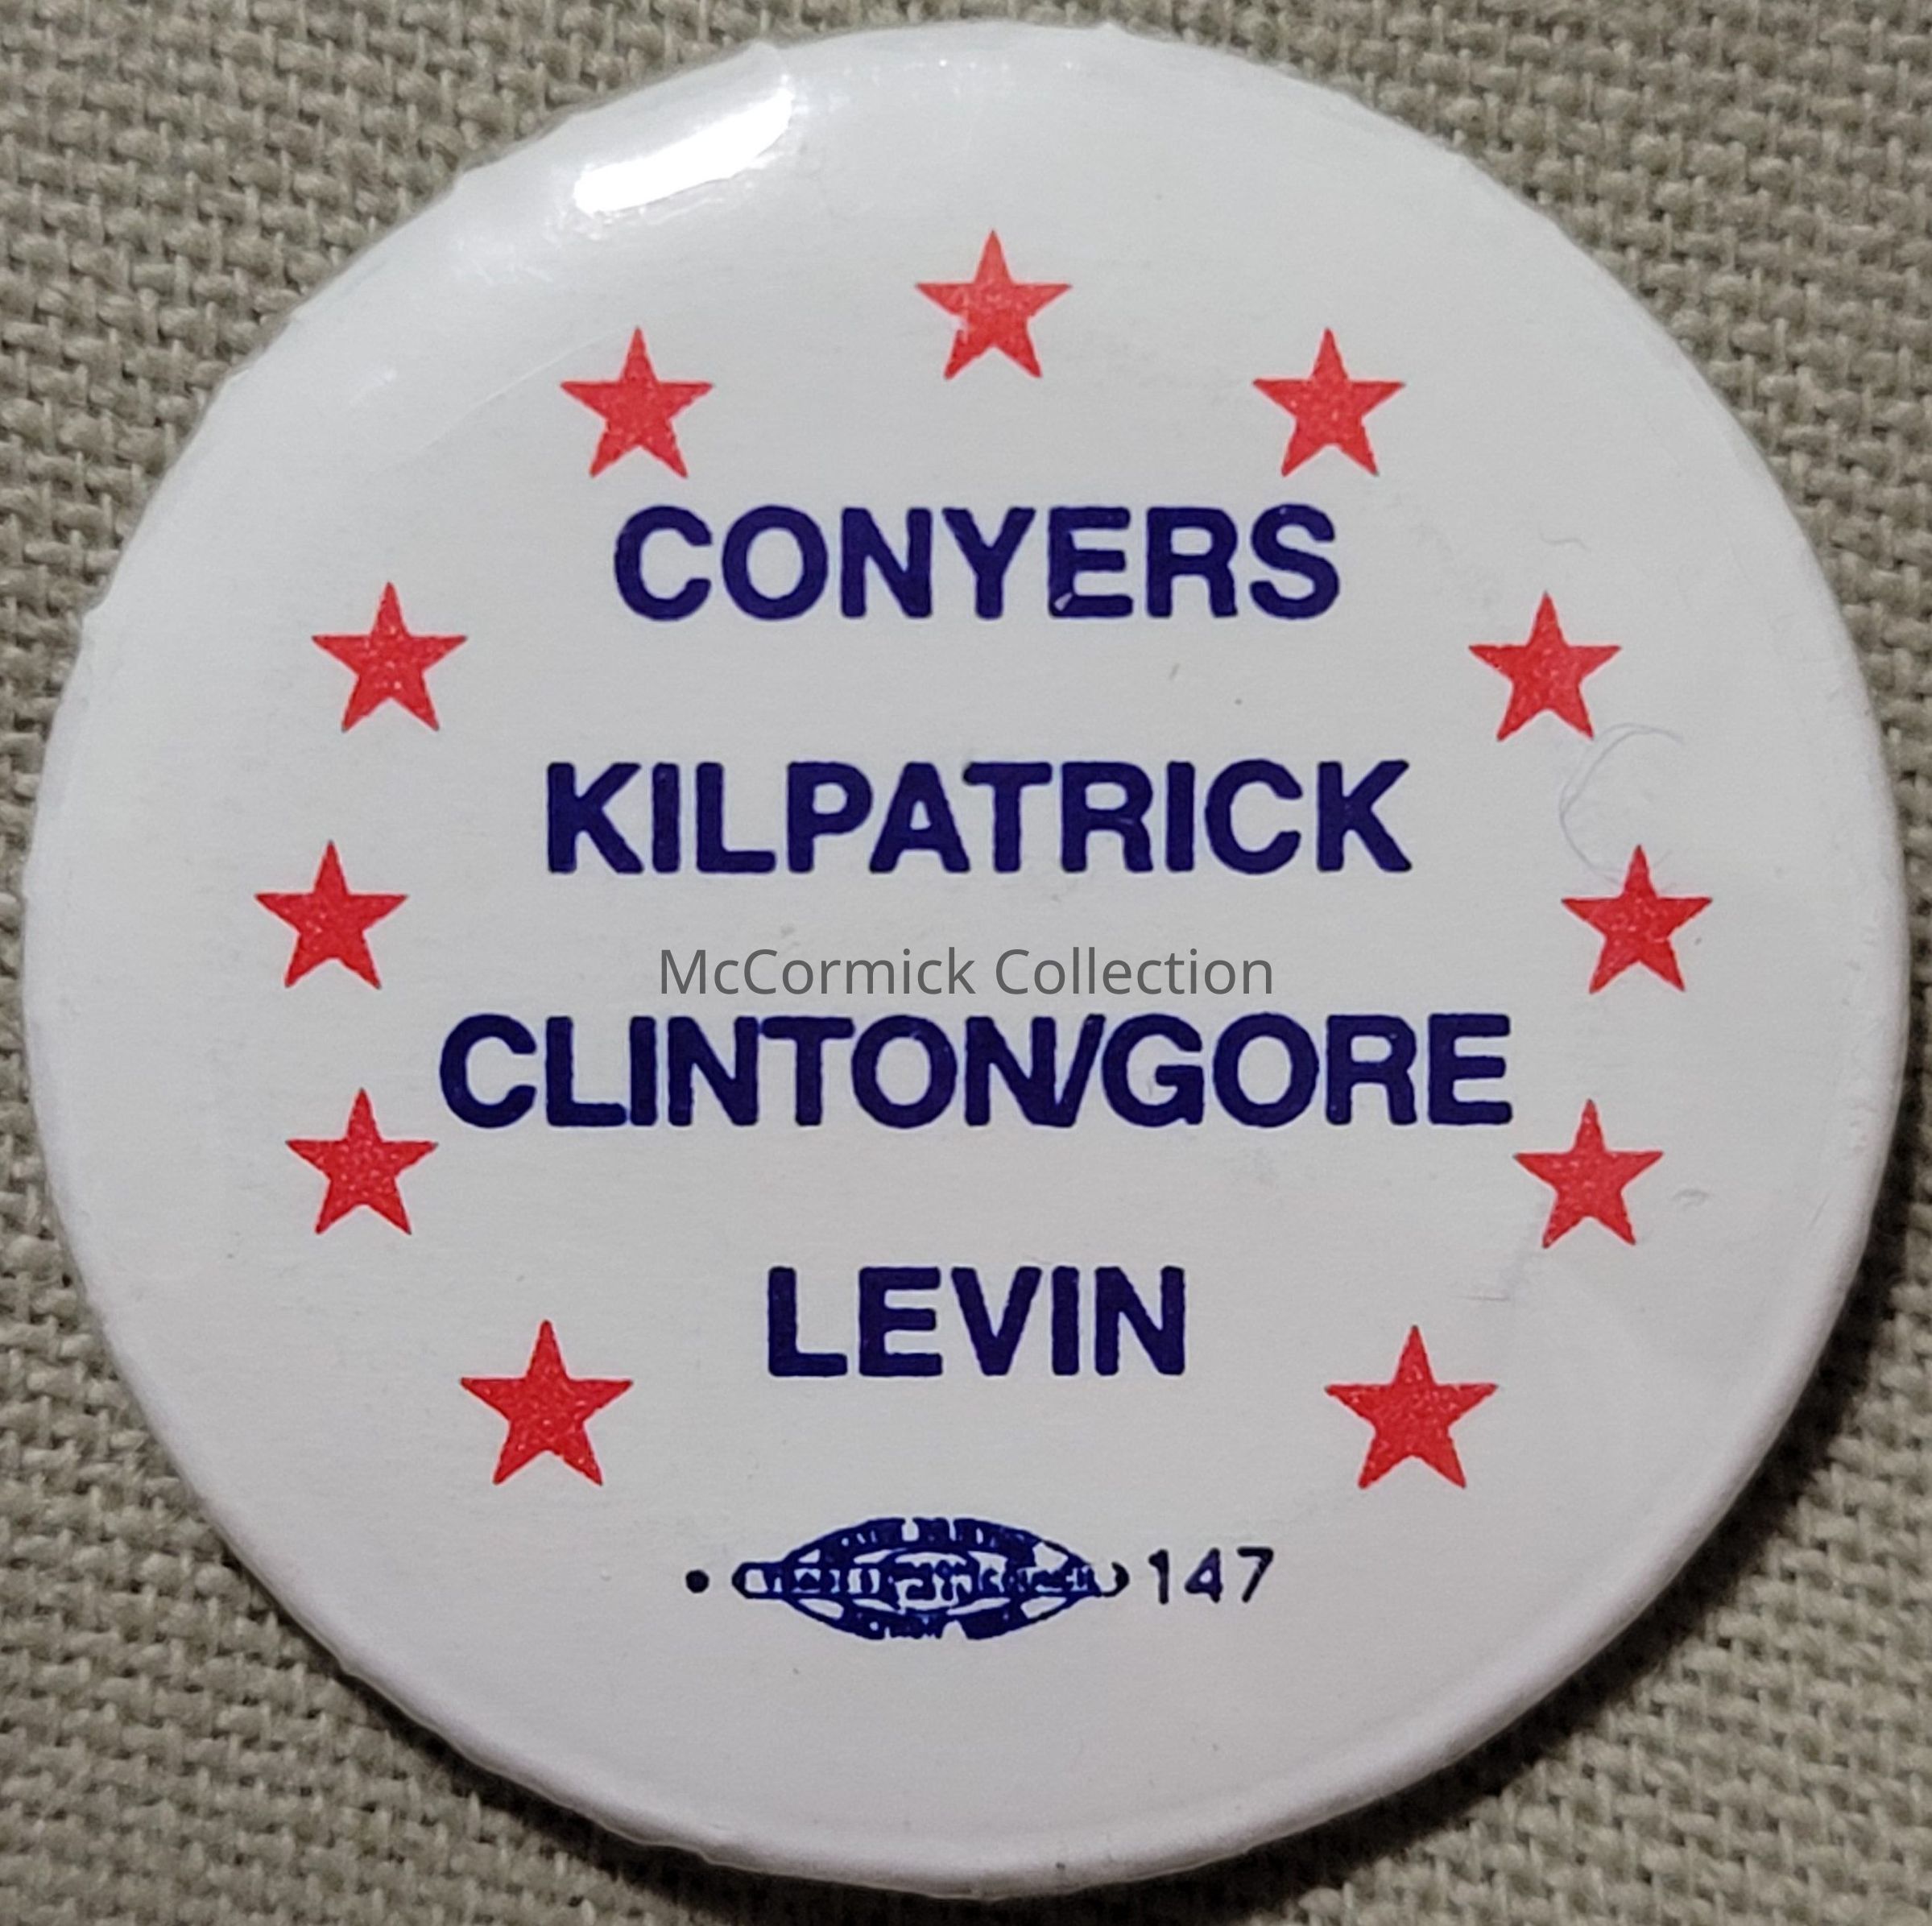 CONYERS
KILPATRICK
McCormick Collection
CLINTON/GORE
LEVIN
147